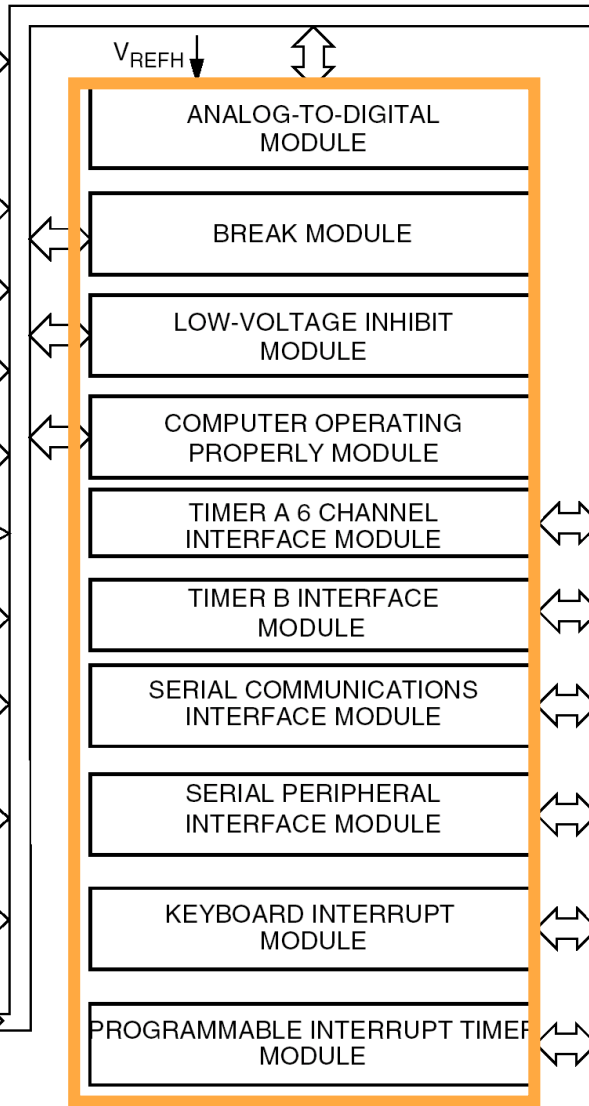 VREFH
ANALOG-TO-DIGITAL
MODULE
BREAK MODULE
LOW-VOLTAGE INHIBIT
MODULE
COMPUTER OPERATING
PROPERLY MODULE
TIMER A 6 CHANNEL
INTERFACE MODULE
TIMER B INTERFACE
MODULE
SERIAL COMMUNICATIONS
INTERFACE MODULE
SERIAL PERIPHERAL
INTERFACE MODULE
KEYBOARD INTERRUPT
MODULE
PROGRAMMABLE INTERRUPT TIMER
MODULE